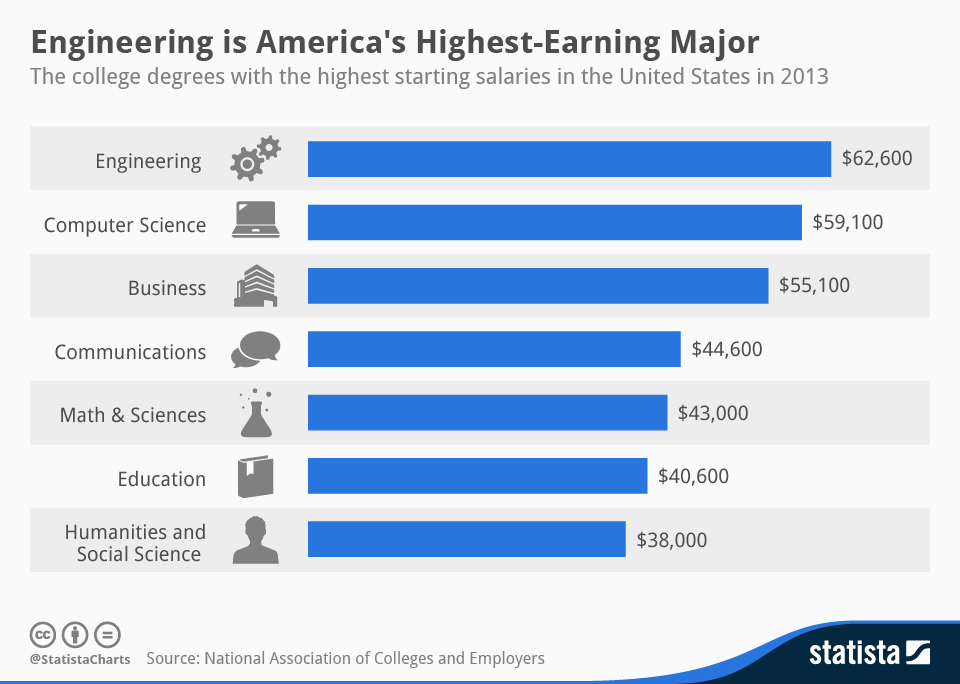 Engineering is America's Highest-Earning Major
The college degrees with the highest starting salaries in the United States in 2013
Engineering $62,600
Computer Science $59,100
Business $55,100
Communications $44,600
Math & Sciences $43,000
Education $40,600
Humanities and
Social Science $38,000
cc
@StatistaCharts Source: National Association of Colleges and Employers
statista